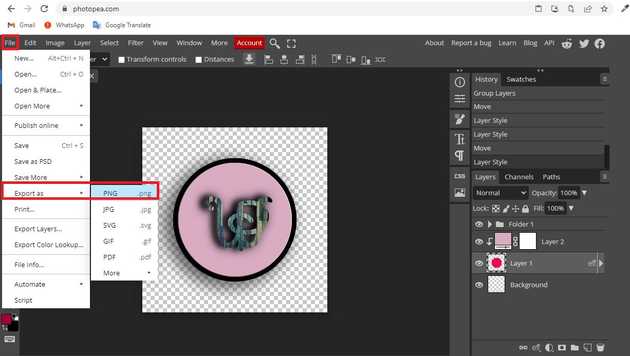 photopea.com
Gmail WhatsApp Google Translate
File Edit Image Layer Select Filter View Window More Account About Report a bug Learn Blog API
Transform controls Distances
New... Alt+Ctrl + N
Open... Ctrl + O
Open & Place...
Open More
Publish online
Save Ctrl + S
Save as PSD
Save More
Export as
Print...
Export Layers...
Export Color Lookup...
File Info...
Automate
Script
PNG .png
JPG .jpg
SVG .svg
GIF .gif
PDF .pdf
More
CSS
History Swatches
Group Layers
Move
Layer Style
Layer Style
Move
Layer Style
Layers Channels Paths
Normal Opacity: 100%
Lock: Fill: 100%
Folder 1
Layer 2
Layer 1
eff
Background